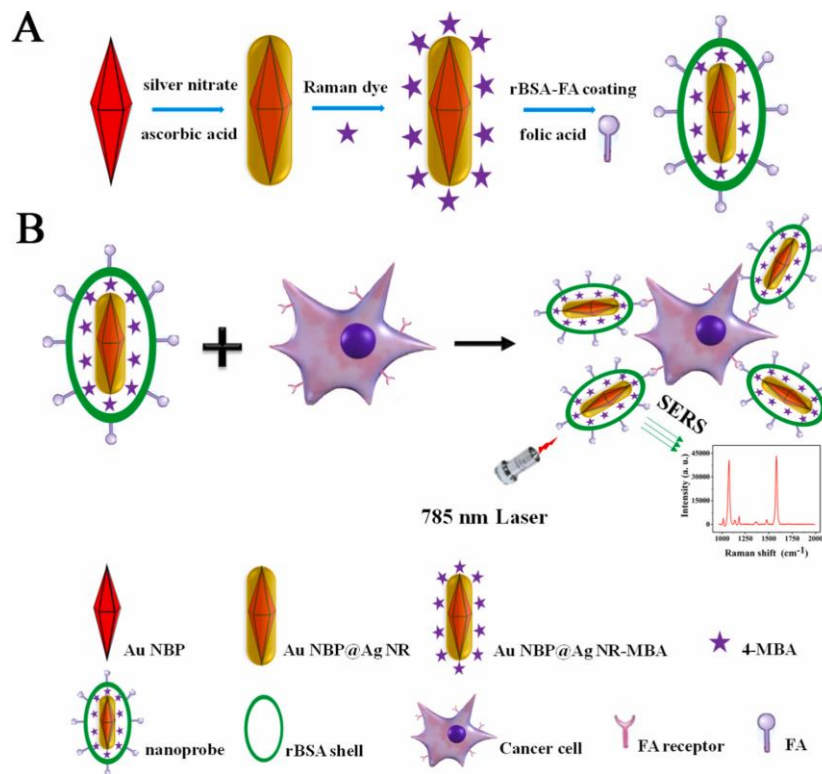 A
silver nitrate
ascorbic acid
Raman dye
rBSA-FA coating
folic acid
B
SERS
785 nm Laser
Intensity (a. u.)
45000
30000
15000
0
1000 1250 1500 1750 2000
Raman shift (cm-1)
Au NBP
Au NBP@Ag NR
Au NBP@Ag NR-MBA
4-MBA
nanoprobe
rBSA shell
Cancer cell
FA receptor
FA